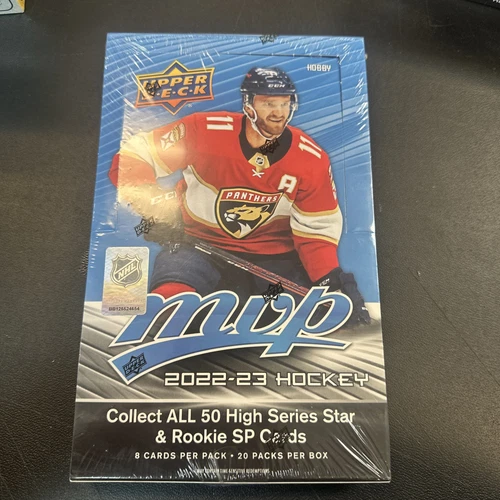 UPPER
D·E·C·K
HOBBY
11
11
A
PANTHERS
NHL
mvp
2022-23 HOCKEY
Collect ALL 50 High Series Star
& Rookie SP Cards
8 CARDS PER PACK • 20 PACKS PER BOX